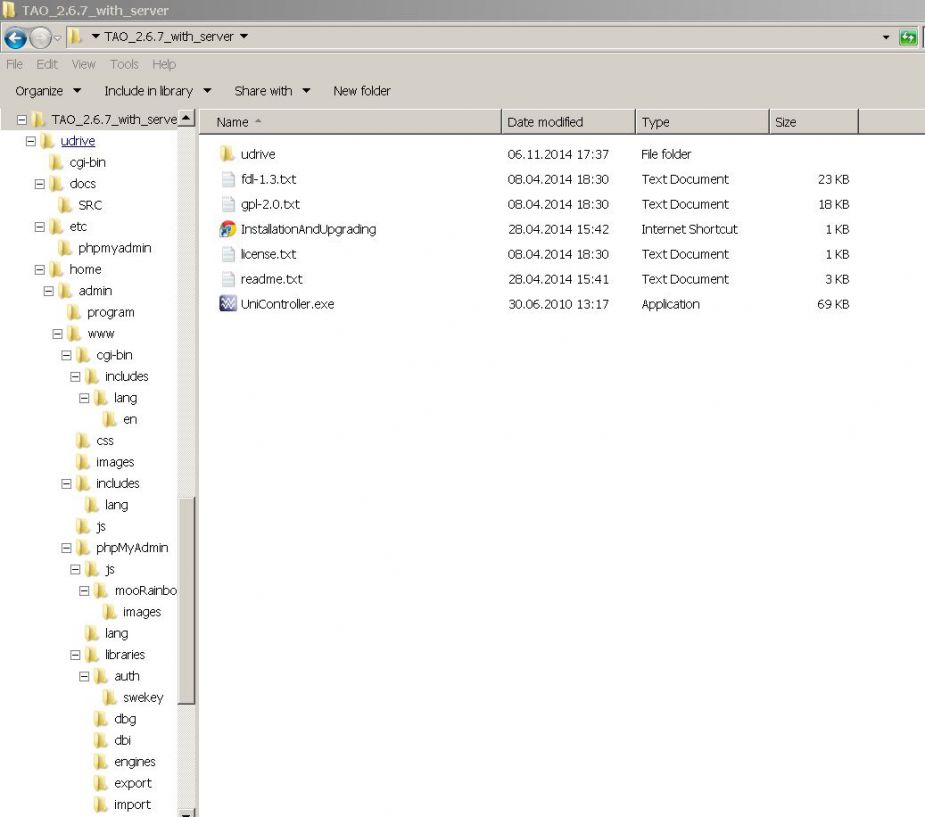 TAO_2.6.7_with_server
TAO_2.6.7_with_server
File Edit View Tools Help
Organize Include in library Share with New folder
TAO_2.6.7_with_serve
udrive
cgi-bin
docs
SRC
etc
phpmyadmin
home
admin
program
www
cgi-bin
includes
lang
en
css
images
includes
lang
js
phpMyAdmin
js
mooRainbo
images
lang
libraries
auth
swekey
dbg
dbi
engines
export
import
Name Date modified Type Size
udrive 06.11.2014 17:37 File folder
fdl-1.3.txt 08.04.2014 18:30 Text Document 23 KB
gpl-2.0.txt 08.04.2014 18:30 Text Document 18 KB
InstallationAndUpgrading 28.04.2014 15:42 Internet Shortcut 1 KB
license.txt 08.04.2014 18:30 Text Document 1 KB
readme.txt 28.04.2014 15:41 Text Document 3 KB
UniController.exe 30.06.2010 13:17 Application 69 KB